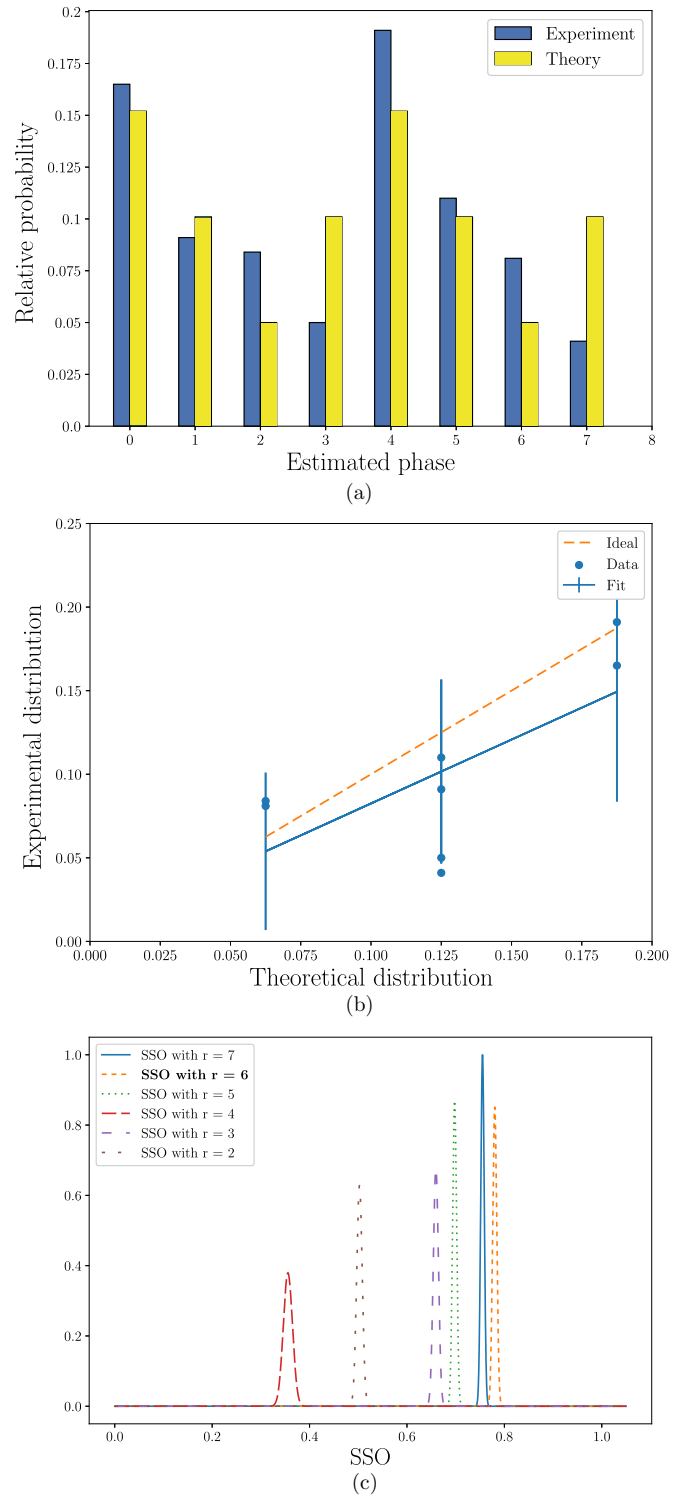 0.2
0.175
0.15
0.125
0.1
0.075
0.05
0.025
0.0
Relative probability
Experiment
Theory
0 1 2 3 4 5 6 7 8
Estimated phase
(a)
0.25
0.20
0.15
0.10
0.05
0.00
Experimental distribution
Ideal
Data
Fit
0.000 0.025 0.050 0.075 0.100 0.125 0.150 0.175 0.200
Theoretical distribution
(b)
1.0
0.8
0.6
0.4
0.2
0.0
SSO with r = 7
SSO with r = 6
SSO with r = 5
SSO with r = 4
SSO with r = 3
SSO with r = 2
0.0 0.2 0.4 0.6 0.8 1.0
SSO
(c)